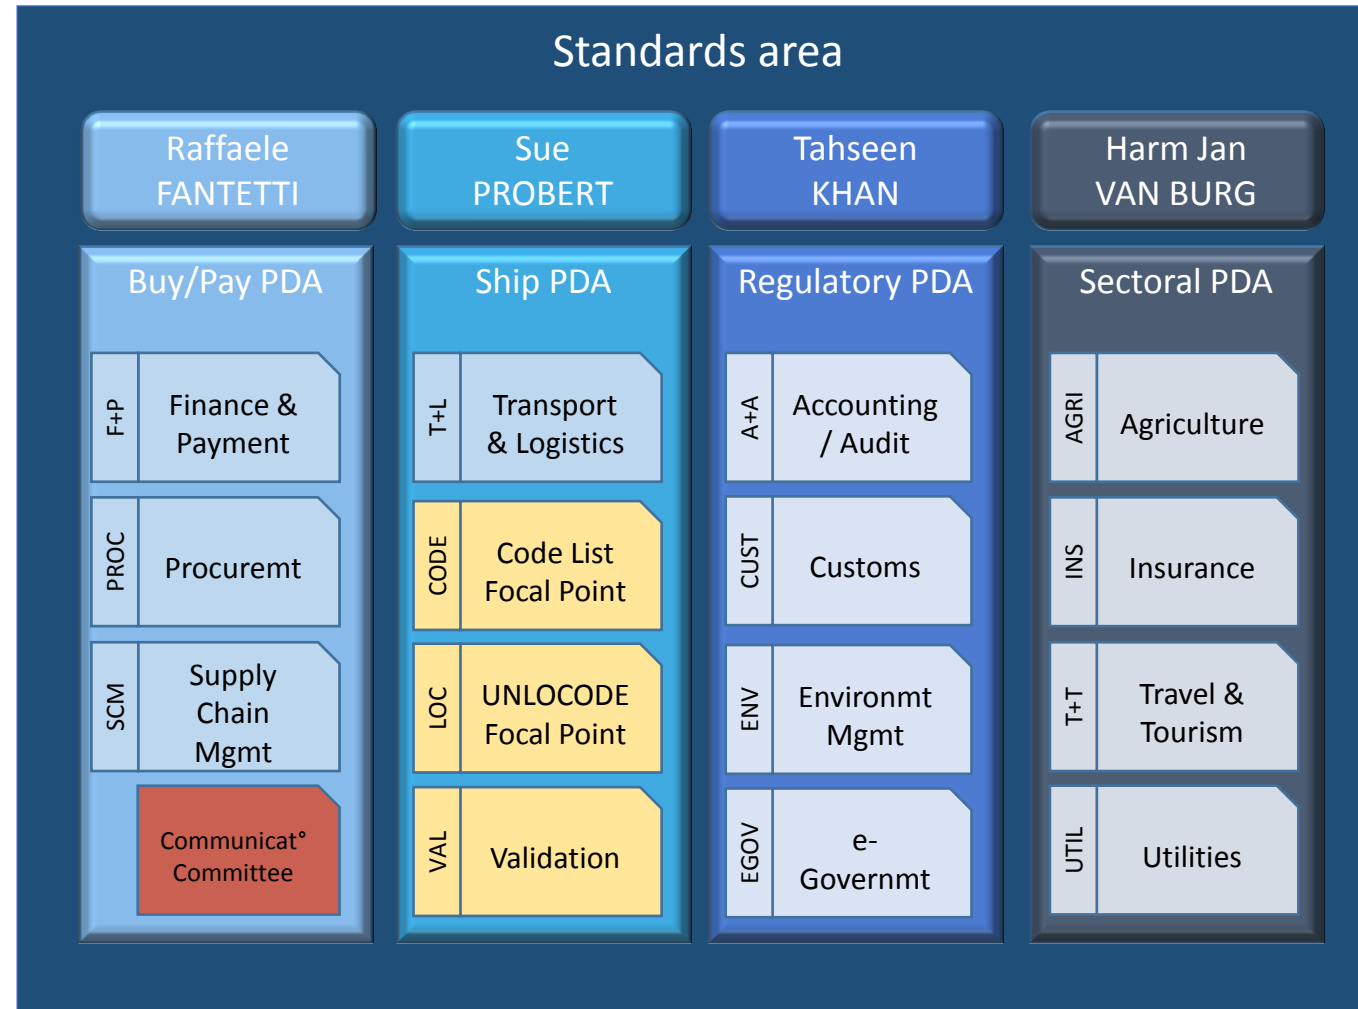 Standards area
Raffaele
FANTETTI
Buy/Pay PDA
F+P
Finance &
Payment
PROC
Procuremt
SCM
Supply
Chain
Mgmt
Communicat°
Committee
Sue
PROBERT
Ship PDA
T+L
Transport
& Logistics
CODE
Code List
Focal Point
LOC
UNLOCODE
Focal Point
VAL
Validation
Tahseen
KHAN
Regulatory PDA
A+A
Accounting
/ Audit
CUST
Customs
ENV
Environmt
Mgmt
EGOV
e-
Governmt
Harm Jan
VAN BURG
Sectoral PDA
AGRI
Agriculture
INS
Insurance
T+T
Travel &
Tourism
UTIL
Utilities